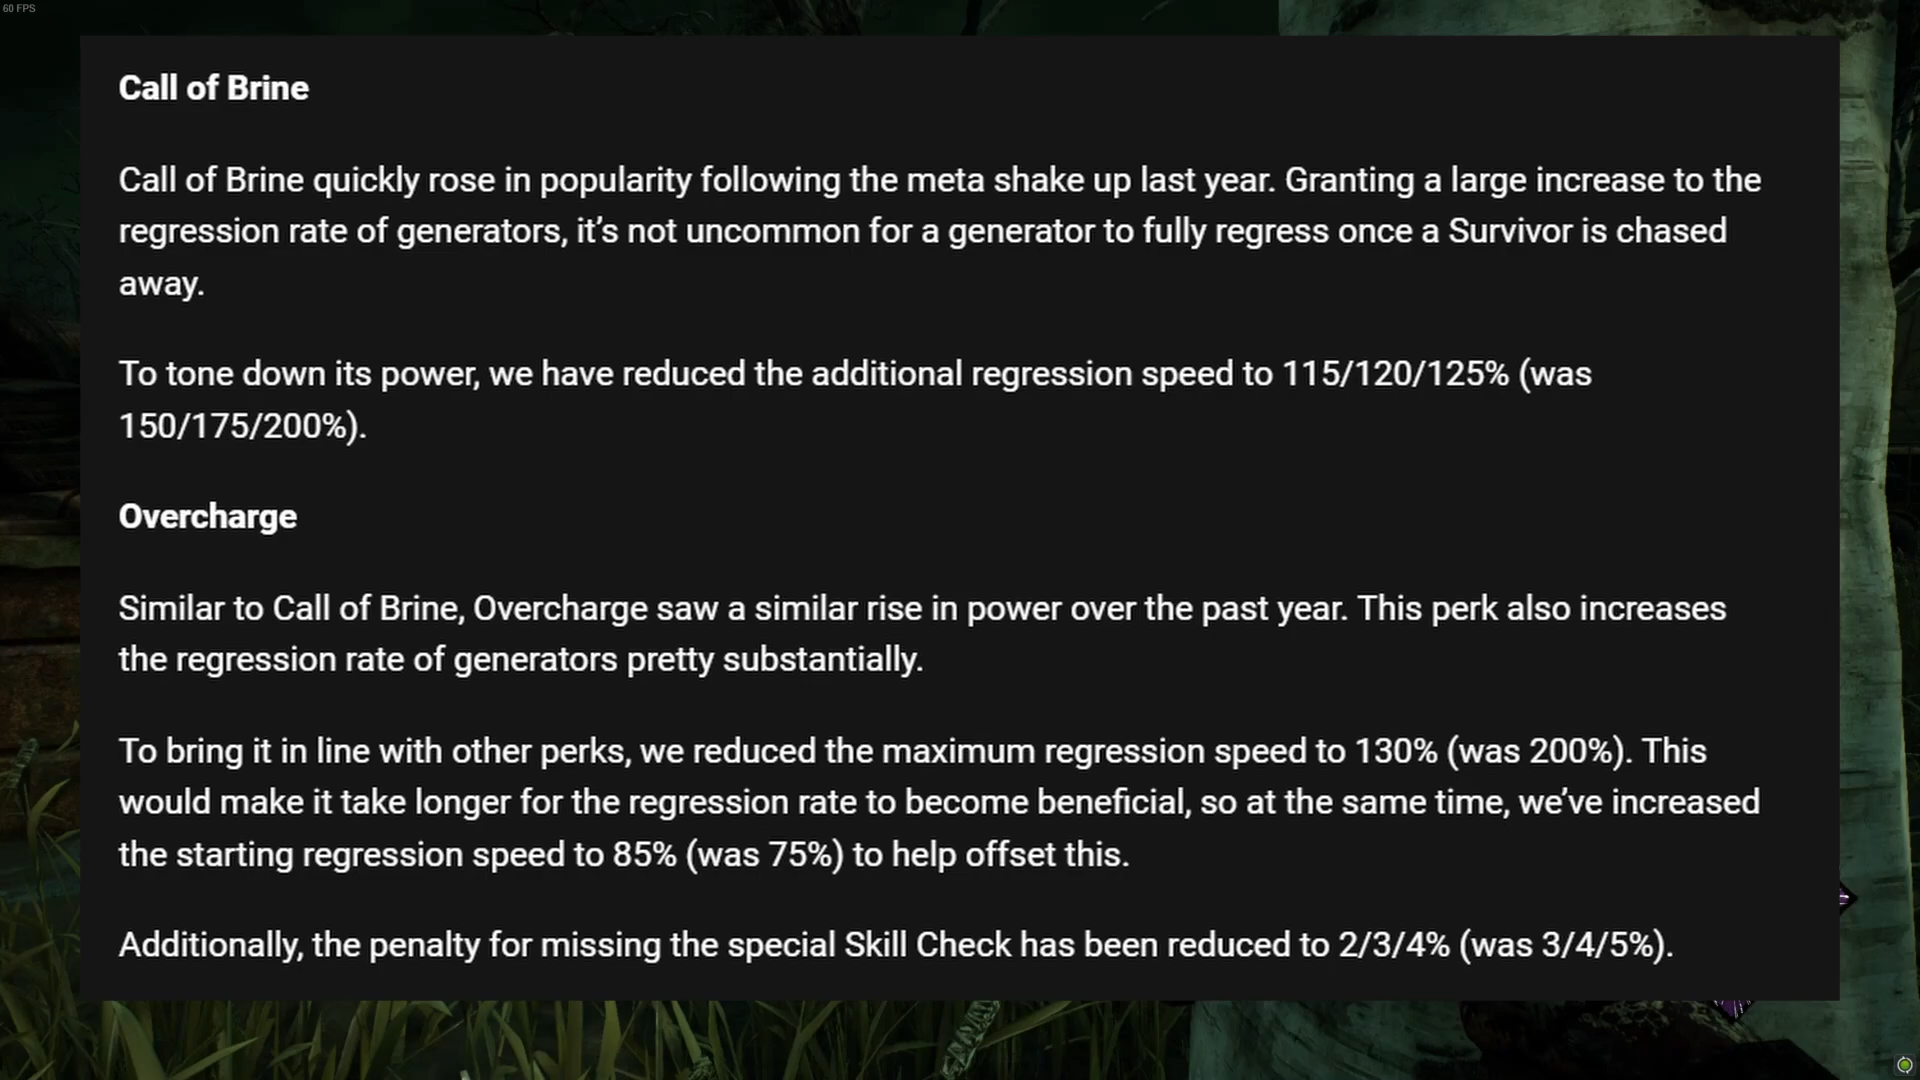 60 FPS
Call of Brine
Call of Brine quickly rose in popularity following the meta shake up last year. Granting a large increase to the
regression rate of generators, it’s not uncommon for a generator to fully regress once a Survivor is chased
away.
To tone down its power, we have reduced the additional regression speed to 115/120/125% (was
150/175/200%).
Overcharge
Similar to Call of Brine, Overcharge saw a similar rise in power over the past year. This perk also increases
the regression rate of generators pretty substantially.
To bring it in line with other perks, we reduced the maximum regression speed to 130% (was 200%). This
would make it take longer for the regression rate to become beneficial, so at the same time, we’ve increased
the starting regression speed to 85% (was 75%) to help offset this.
Additionally, the penalty for missing the special Skill Check has been reduced to 2/3/4% (was 3/4/5%).